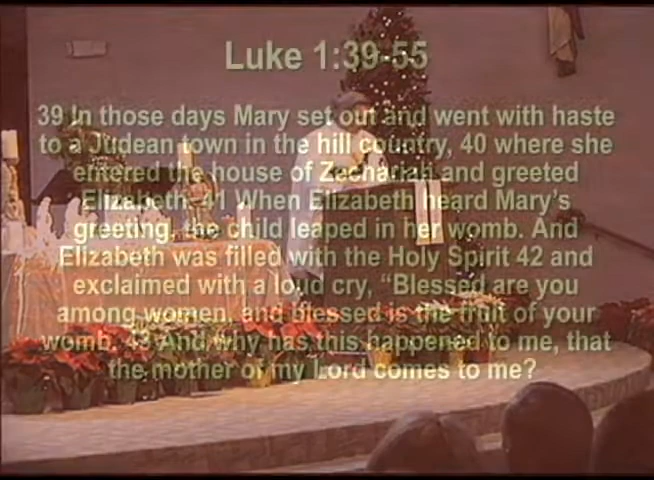 Luke 1:39-55
39 In those days Mary set out and went with haste
to a Judean town in the hill country, 40 where she
entered the house of Zechariah and greeted
Elizabeth. 41 When Elizabeth heard Mary's
greeting, the child leaped in her womb. And
Elizabeth was filled with the Holy Spirit 42 and
exclaimed with a loud cry, “Blessed are you
among women, and blessed is the fruit of your
womb. 43 And why has this happened to me, that
the mother of my Lord comes to me?